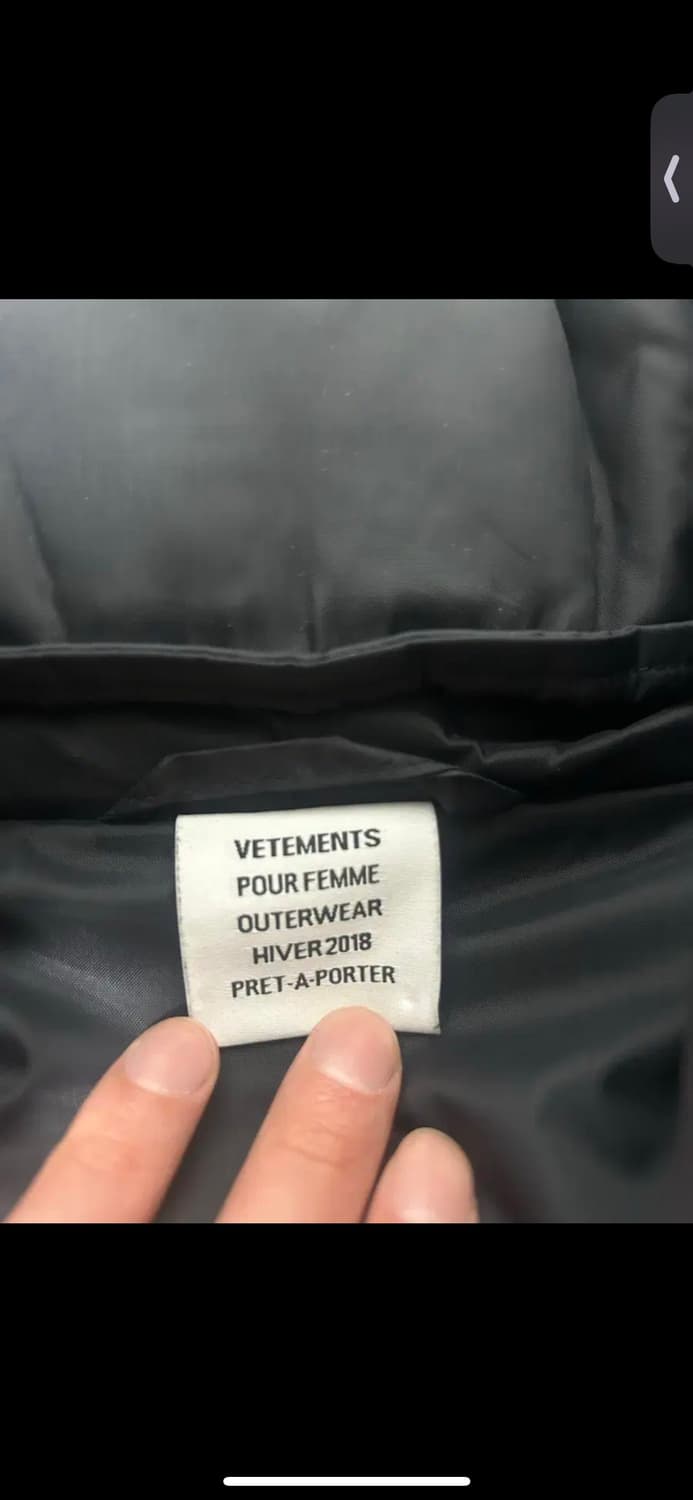 VETEMENTS
POUR FEMME
OUTERWEAR
HIVER 2018
PRET-A-PORTER